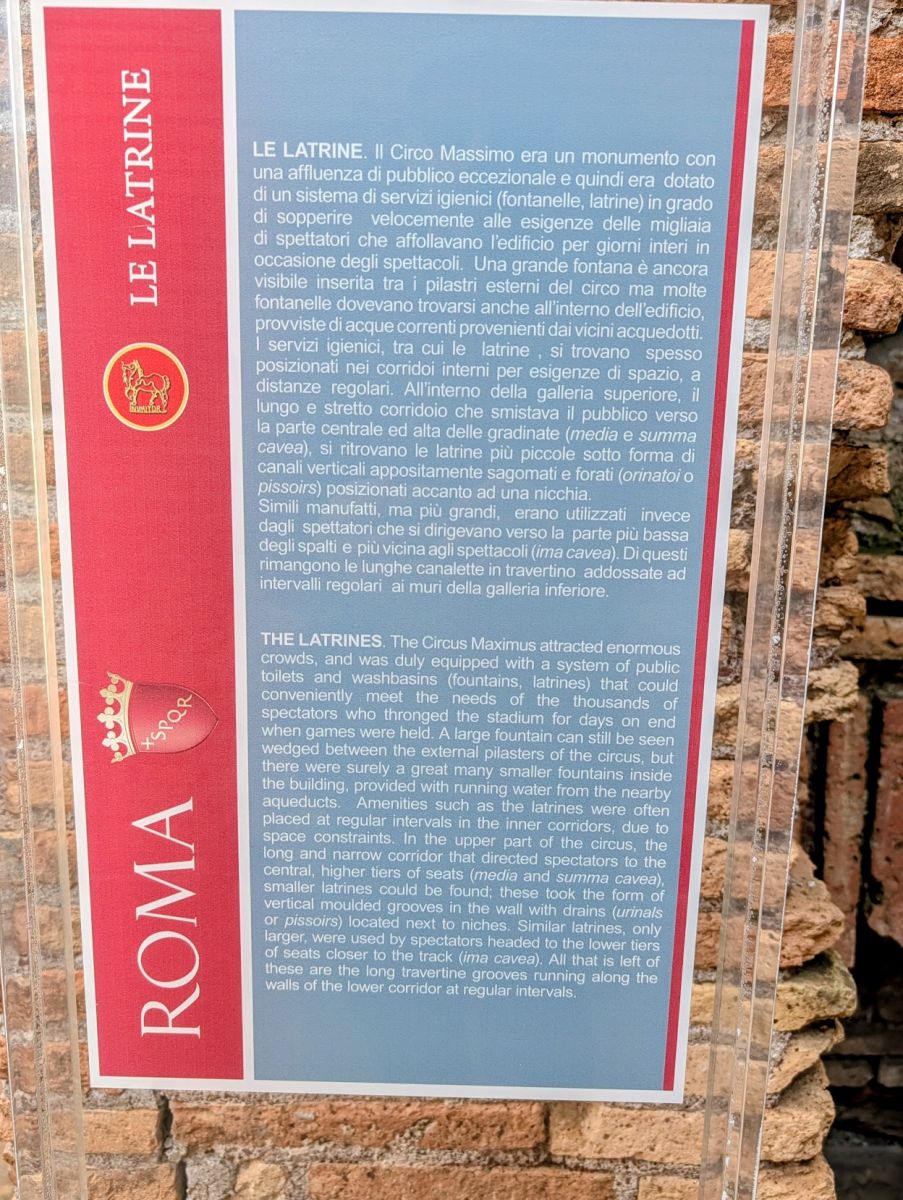 LE LATRINE
INVICTOR
SPQR
ROMA
LE LATRINE. Il Circo Massimo era un monumento con
una affluenza di pubblico eccezionale e quindi era dotato
di un sistema di servizi igienici (fontanelle, latrine) in grado
di sopperire velocemente alle esigenze delle migliaia
di spettatori che affollavano l'edificio per giorni interi in
occasione degli spettacoli. Una grande fontana è ancora
visibile inserita tra i pilastri esterni del circo ma molte
fontanelle dovevano trovarsi anche all'interno dell'edificio,
provviste di acque correnti provenienti dai vicini acquedotti.
I servizi igienici, tra cui le latrine , si trovano spesso
posizionati nei corridoi interni per esigenze di spazio, a
distanze regolari. All'interno della galleria superiore, il
lungo e stretto corridoio che smistava il pubblico verso
la parte centrale ed alta delle gradinate (media e summa
cavea), si ritrovano le latrine più piccole sotto forma di
canali verticali appositamente sagomati e forati (orinatoi o
pissoirs) posizionati accanto ad una nicchia.
Simili manufatti, ma più grandi, erano utilizzati invece
dagli spettatori che si dirigevano verso la parte più bassa
degli spalti e più vicina agli spettacoli (ima cavea). Di questi
rimangono le lunghe canalette in travertino addossate ad
intervalli regolari ai muri della galleria inferiore.
THE LATRINES. The Circus Maximus attracted enormous
crowds, and was duly equipped with a system of public
toilets and washbasins (fountains, latrines) that could
conveniently meet the needs of the thousands of
spectators who thronged the stadium for days on end
when games were held. A large fountain can still be seen
wedged between the external pilasters of the circus, but
there were surely a great many smaller fountains inside
the building, provided with running water from the nearby
aqueducts. Amenities such as the latrines were often
placed at regular intervals in the inner corridors, due to
space constraints. In the upper part of the circus, the
long and narrow corridor that directed spectators to the
central, higher tiers of seats (media and summa cavea),
smaller latrines could be found; these took the form of
vertical moulded grooves in the wall with drains (urinals
or pissoirs) located next to niches. Similar latrines, only
larger, were used by spectators headed to the lower tiers
of seats closer to the track (ima cavea). All that is left of
these are the long travertine grooves running along the
walls of the lower corridor at regular intervals.